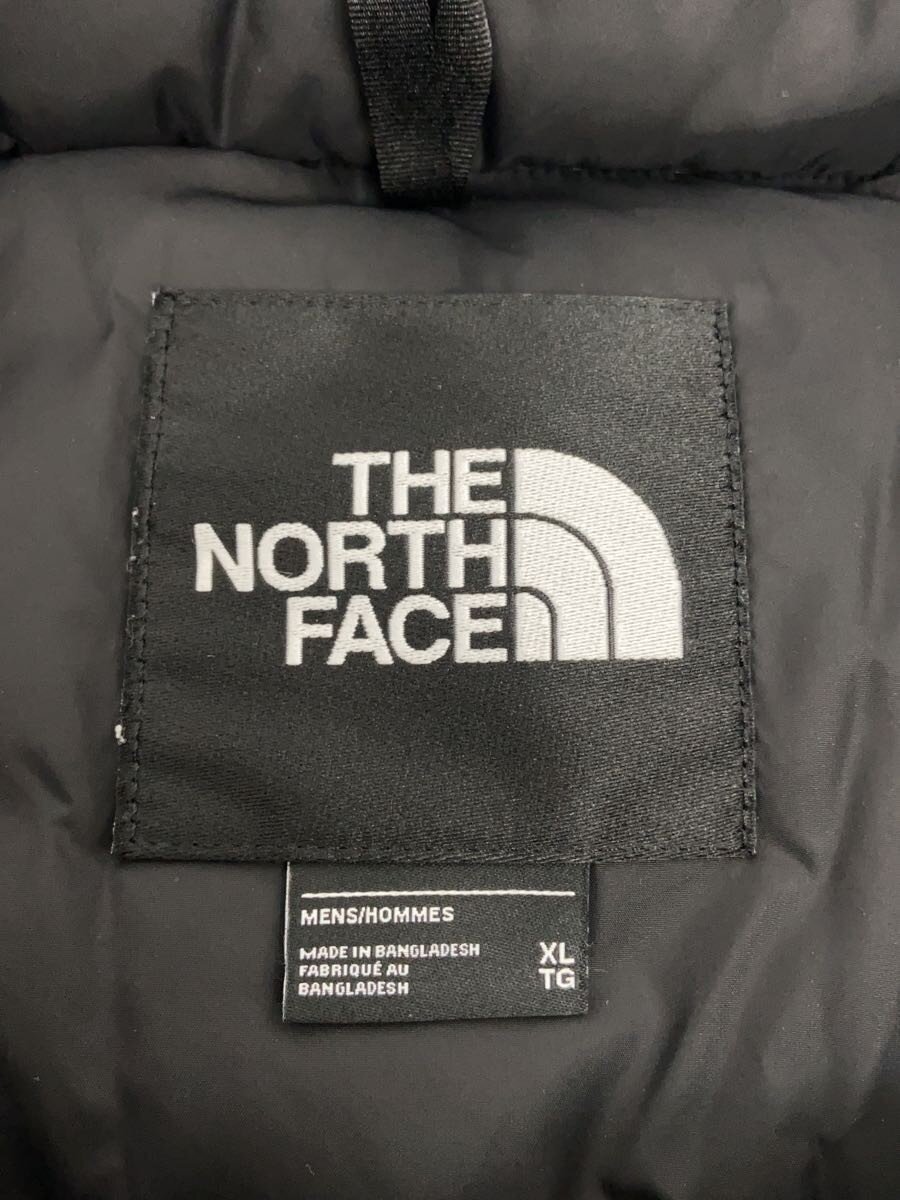 THE
NORTH
FACE
MENS/HOMMES
MADE IN BANGLADESH
FABRIQUÉ AU
BANGLADESH
XL
TG